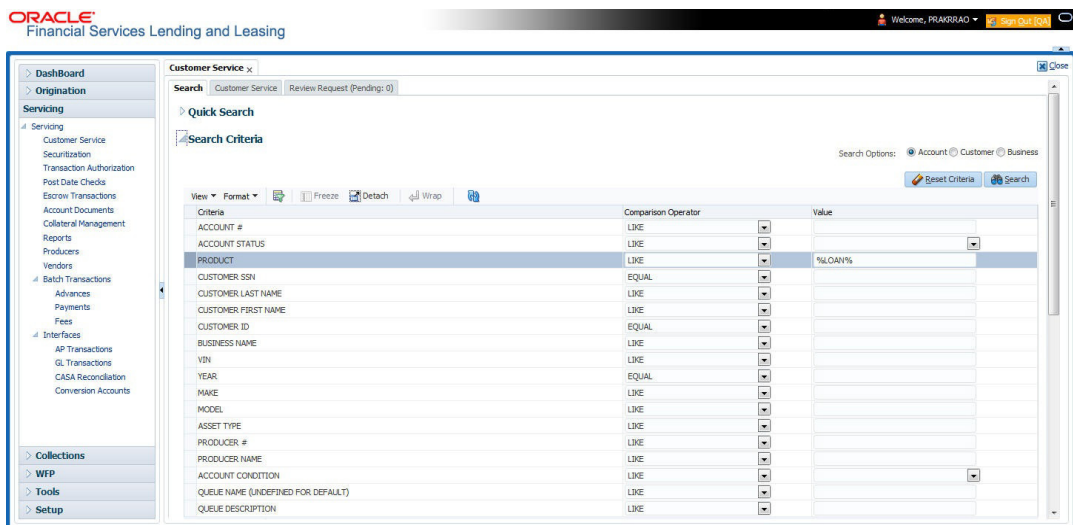 ORACLE
Financial Services Lending and Leasing
Welcome, PRAKRRAO
Sign Out [QA]
DashBoard
Origination
Servicing
Servicing
Customer Service
Securitization
Transaction Authorization
Post Date Checks
Escrow Transactions
Account Documents
Collateral Management
Reports
Producers
Vendors
Batch Transactions
Advances
Payments
Fees
Interfaces
AP Transactions
GL Transactions
CASA Reconciliation
Conversion Accounts
Collections
WFP
Tools
Setup
Customer Service
Close
Search Customer Service Review Request (Pending: 0)
Quick Search
Search Criteria
Search Options: Account Customer Business
Reset Criteria Search
View Format Freeze Detach Wrap
Criteria Comparison Operator Value
ACCOUNT # LIKE
ACCOUNT STATUS LIKE
PRODUCT LIKE %LOAN%
CUSTOMER SSN EQUAL
CUSTOMER LAST NAME LIKE
CUSTOMER FIRST NAME LIKE
CUSTOMER ID EQUAL
BUSINESS NAME LIKE
VIN LIKE
YEAR EQUAL
MAKE LIKE
MODEL LIKE
ASSET TYPE LIKE
PRODUCER # LIKE
PRODUCER NAME LIKE
ACCOUNT CONDITION LIKE
QUEUE NAME (UNDEFINED FOR DEFAULT) LIKE
QUEUE DESCRIPTION LIKE